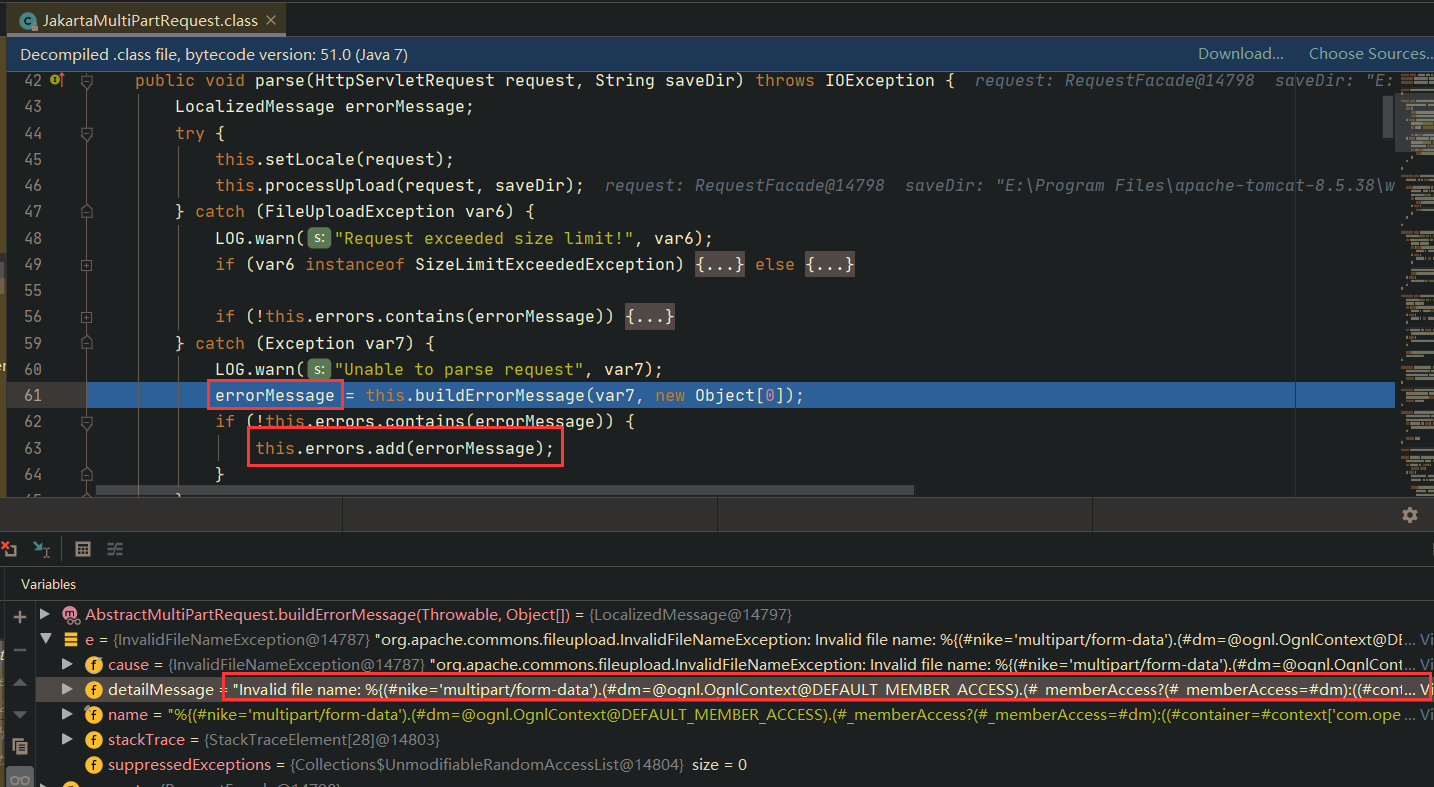 JakartaMultiPartRequest.class
Decompiled .class file, bytecode version: 51.0 (Java 7) Download... Choose Sources..
42 public void parse(HttpServletRequest request, String saveDir) throws IOException { request: RequestFacade@14798 saveDir: "E:
43 LocalizedMessage errorMessage;
44 try {
45 this.setLocale(request);
46 this.processUpload(request, saveDir); request: RequestFacade@14798 saveDir: "E:\Program Files\apache-tomcat-8.5.38\w
47 } catch (FileUploadException var6) {
48 LOG.warn( s: "Request exceeded size limit!", var6);
49 if (var6 instanceof SizeLimitExceededException) {...} else {...}
55
56 if (!this.errors.contains(errorMessage)) {...}
59 } catch (Exception var7) {
60 LOG.warn( s: "Unable to parse request", var7);
61 errorMessage = this.buildErrorMessage(var7, new Object[0]);
62 if (!this.errors.contains(errorMessage)) {
63 this.errors.add(errorMessage);
64 }
Variables
AbstractMultiPartRequest.buildErrorMessage(Throwable, Object[]) = {LocalizedMessage@14797}
e = {InvalidFileNameException@14787} "org.apache.commons.fileupload.InvalidFileNameException: Invalid file name: %{(#nike='multipart/form-data').(#dm=@ognl.OgnlContext@DE... Vi
cause = {InvalidFileNameException@14787} "org.apache.commons.fileupload.InvalidFileNameException: Invalid file name: %{(#nike='multipart/form-data').(#dm=@ognl.OgnlCont... Vi
detailMessage = "Invalid file name: %{(#nike='multipart/form-data').(#dm=@ognl.OgnlContext@DEFAULT_MEMBER_ACCESS).(#_memberAccess?(#_memberAccess=#dm):((#cont... Vi
name = "%{(#nike='multipart/form-data').(#dm=@ognl.OgnlContext@DEFAULT_MEMBER_ACCESS).(#_memberAccess?(#_memberAccess=#dm):((#container=#context['com.ope... Vi
stackTrace = {StackTraceElement[28]@14803}
suppressedExceptions = {Collections$UnmodifiableRandomAccessList@14804} size = 0